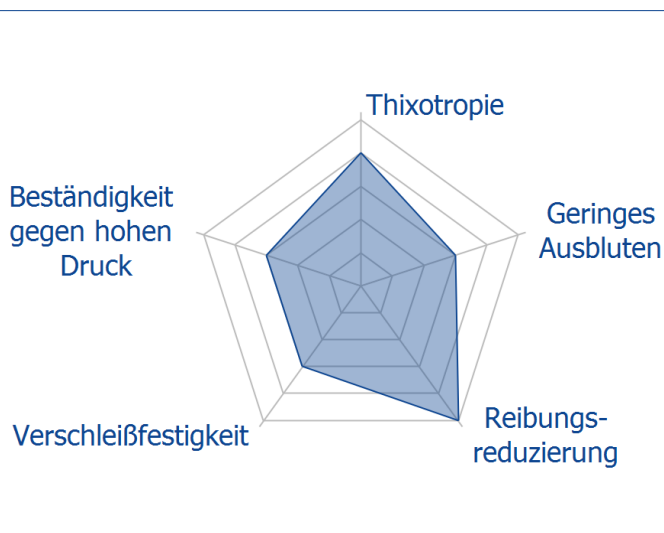 Thixotropie
Geringes
Ausbluten
Reibungs-
reduzierung
Verschleißfestigkeit
Beständigkeit
gegen hohen
Druck